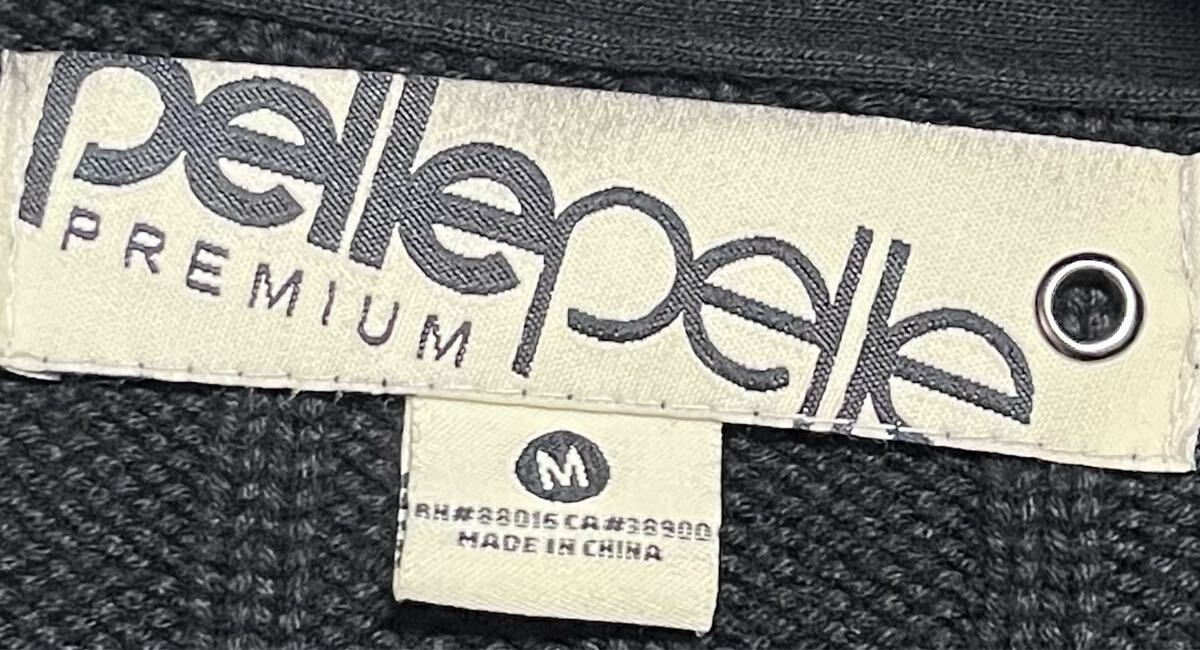 pellepelle
PREMIUM
M
RN#88016 CA#38900
MADE IN CHINA